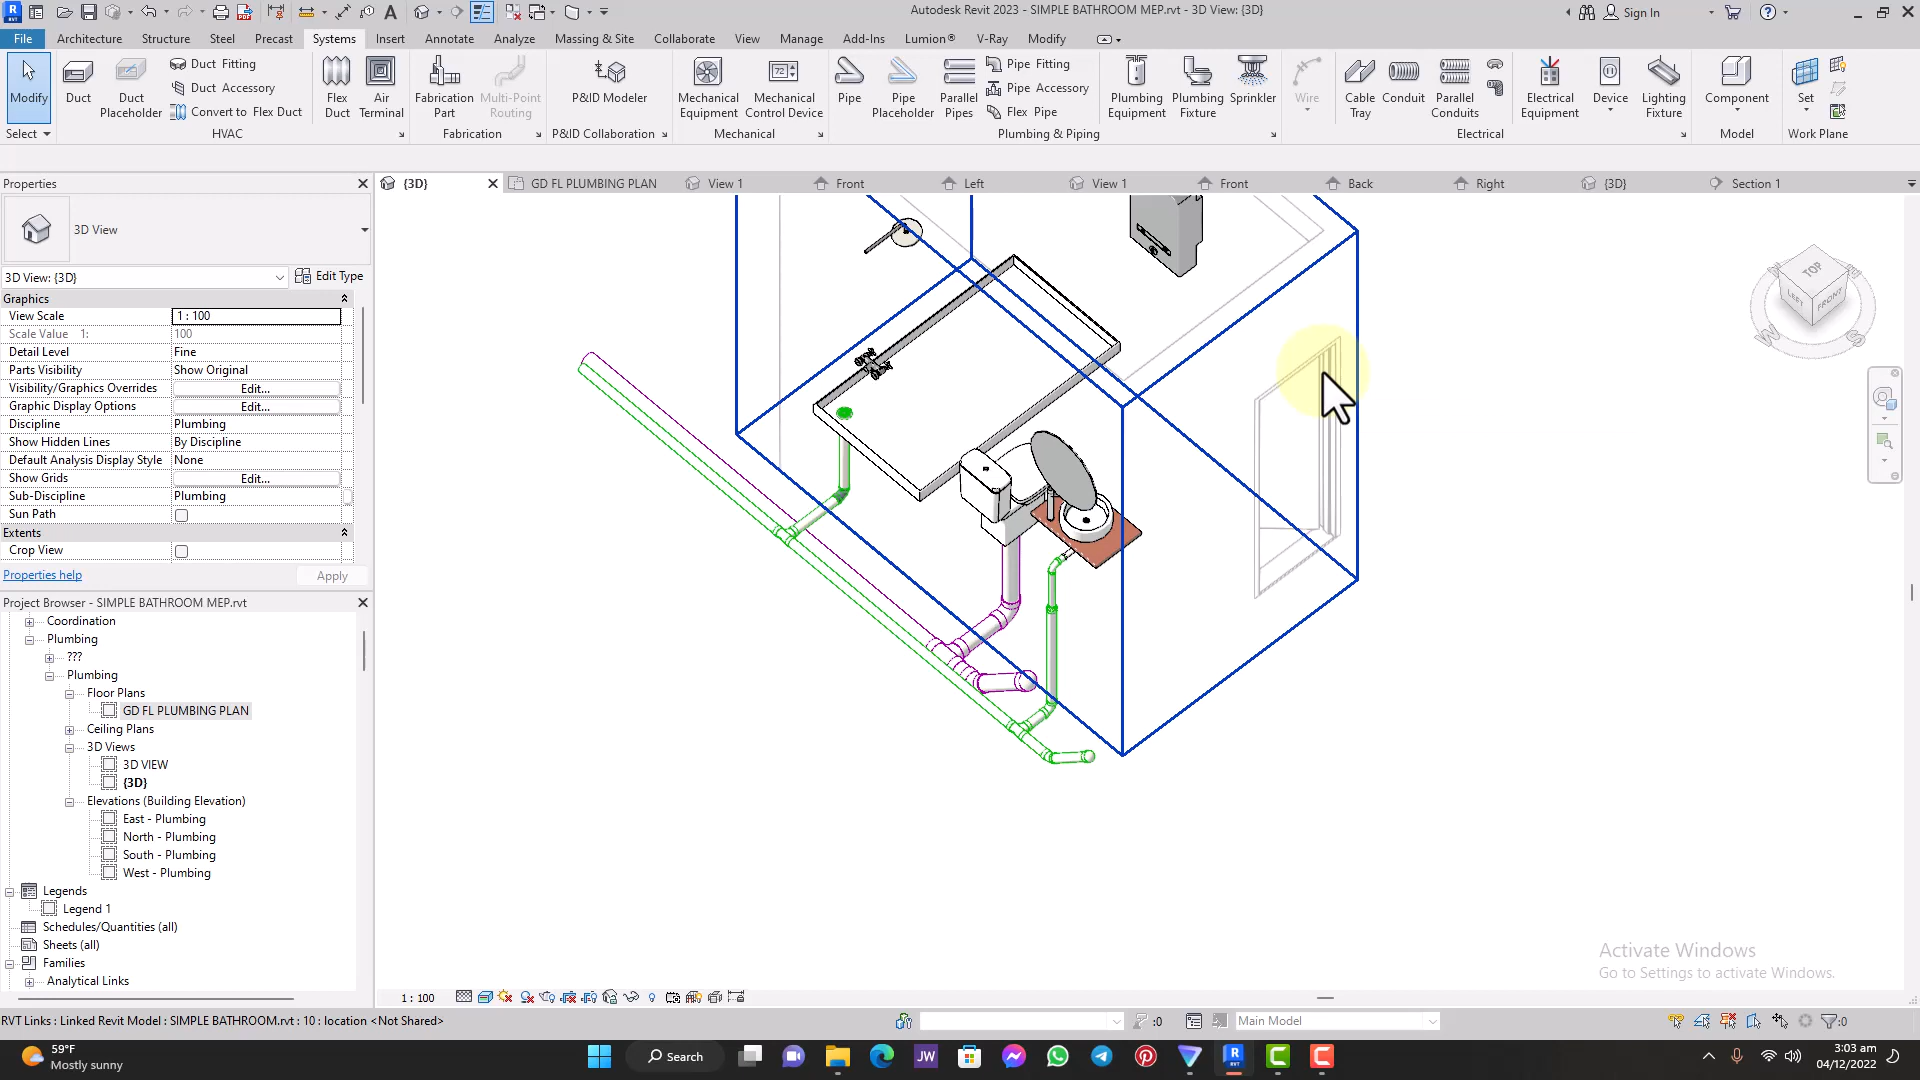 Autodesk Revit 2023 - SIMPLE BATHROOM MEP.rvt - 3D View: {3D}
Sign In
File Architecture Structure Steel Precast Systems Insert Annotate Analyze Massing & Site Collaborate View Manage Add-Ins Lumion® V-Ray Modify
Modify
Duct
Duct Placeholder
Duct Fitting
Duct Accessory
Convert to Flex Duct
Flex Duct
Air Terminal
Fabrication Part
Multi-Point Routing
P&ID Modeler
Mechanical Equipment
Mechanical Control Device
Pipe
Pipe Placeholder
Parallel Pipes
Pipe Fitting
Pipe Accessory
Flex Pipe
Plumbing Equipment
Plumbing Fixture
Sprinkler
Wire
Cable Tray
Conduit
Parallel Conduits
Electrical Equipment
Device
Lighting Fixture
Component
Set
Select HVAC Fabrication P&ID Collaboration Mechanical Plumbing & Piping Electrical Model Work Plane
Properties
{3D} GD FL PLUMBING PLAN View 1 Front Left View 1 Front Back Right {3D} Section 1
3D View
3D View: {3D} Edit Type
Graphics
View Scale 1 : 100
Scale Value 1: 100
Detail Level Fine
Parts Visibility Show Original
Visibility/Graphics Overrides Edit...
Graphic Display Options Edit...
Discipline Plumbing
Show Hidden Lines By Discipline
Default Analysis Display Style None
Show Grids Edit...
Sub-Discipline Plumbing
Sun Path
Extents
Crop View
Properties help Apply
Project Browser - SIMPLE BATHROOM MEP.rvt
Coordination
Plumbing
???
Plumbing
Floor Plans
GD FL PLUMBING PLAN
Ceiling Plans
3D Views
3D VIEW
{3D}
Elevations (Building Elevation)
East - Plumbing
North - Plumbing
South - Plumbing
West - Plumbing
Legends
Legend 1
Schedules/Quantities (all)
Sheets (all)
Families
Analytical Links
TOP
LEFT
FRONT
W
S
Activate Windows
Go to Settings to activate Windows.
1 : 100
RVT Links : Linked Revit Model : SIMPLE BATHROOM.rvt : 10 : location <Not Shared>
:0
Main Model
:0
59°F
Mostly sunny
Search
JW
3:03 am
04/12/2022